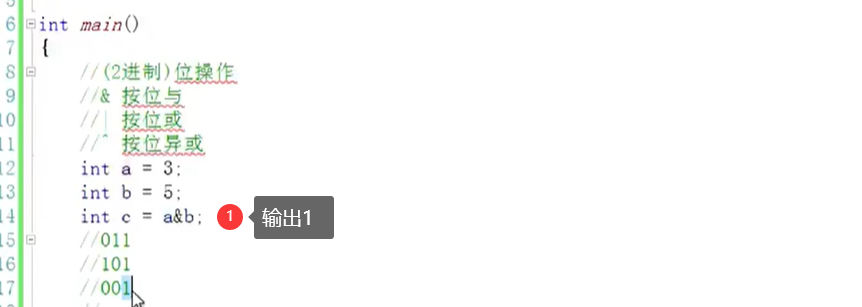 6 int main()
7 {
8 //(2进制)位操作
9 //& 按位与
10 //| 按位或
11 //^ 按位异或
12 int a = 3;
13 int b = 5;
14 int c = a&b; 1 输出1
15 //011
16 //101
17 //001